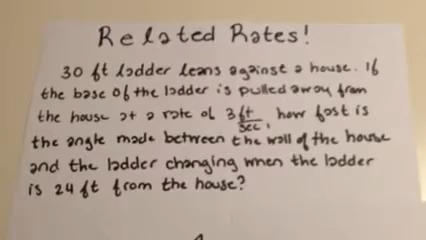 Related Rates!
30 ft ladder leans against a house. If
the base of the ladder is pulled away from
the house at a rate of 3 ft/sec, how fast is
the angle made between the wall of the house
and the ladder changing when the ladder
is 24 ft from the house?